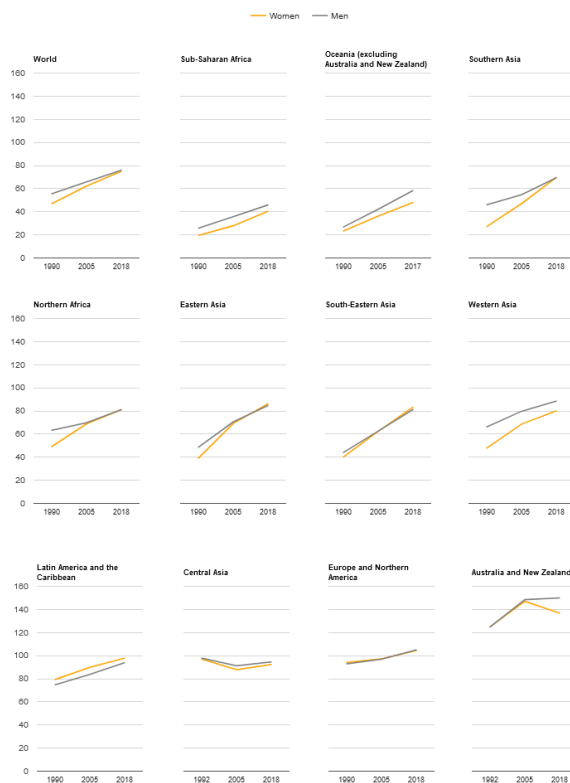 Women Men
World
Sub-Saharan Africa
Oceania (excluding
Australia and New Zealand)
Southern Asia
160
140
120
100
80
60
40
20
0
1990 2005 2018
1990 2005 2018
1990 2005 2017
1990 2005 2018
Northern Africa
Eastern Asia
South-Eastern Asia
Western Asia
160
140
120
100
80
60
40
20
0
1990 2005 2018
1990 2005 2018
1990 2005 2018
1990 2005 2018
Latin America and the
Caribbean
Central Asia
Europe and Northern
America
Australia and New Zealand
160
140
120
100
80
60
40
20
0
1990 2005 2018
1992 2005 2018
1990 2005 2018
1992 2005 2018